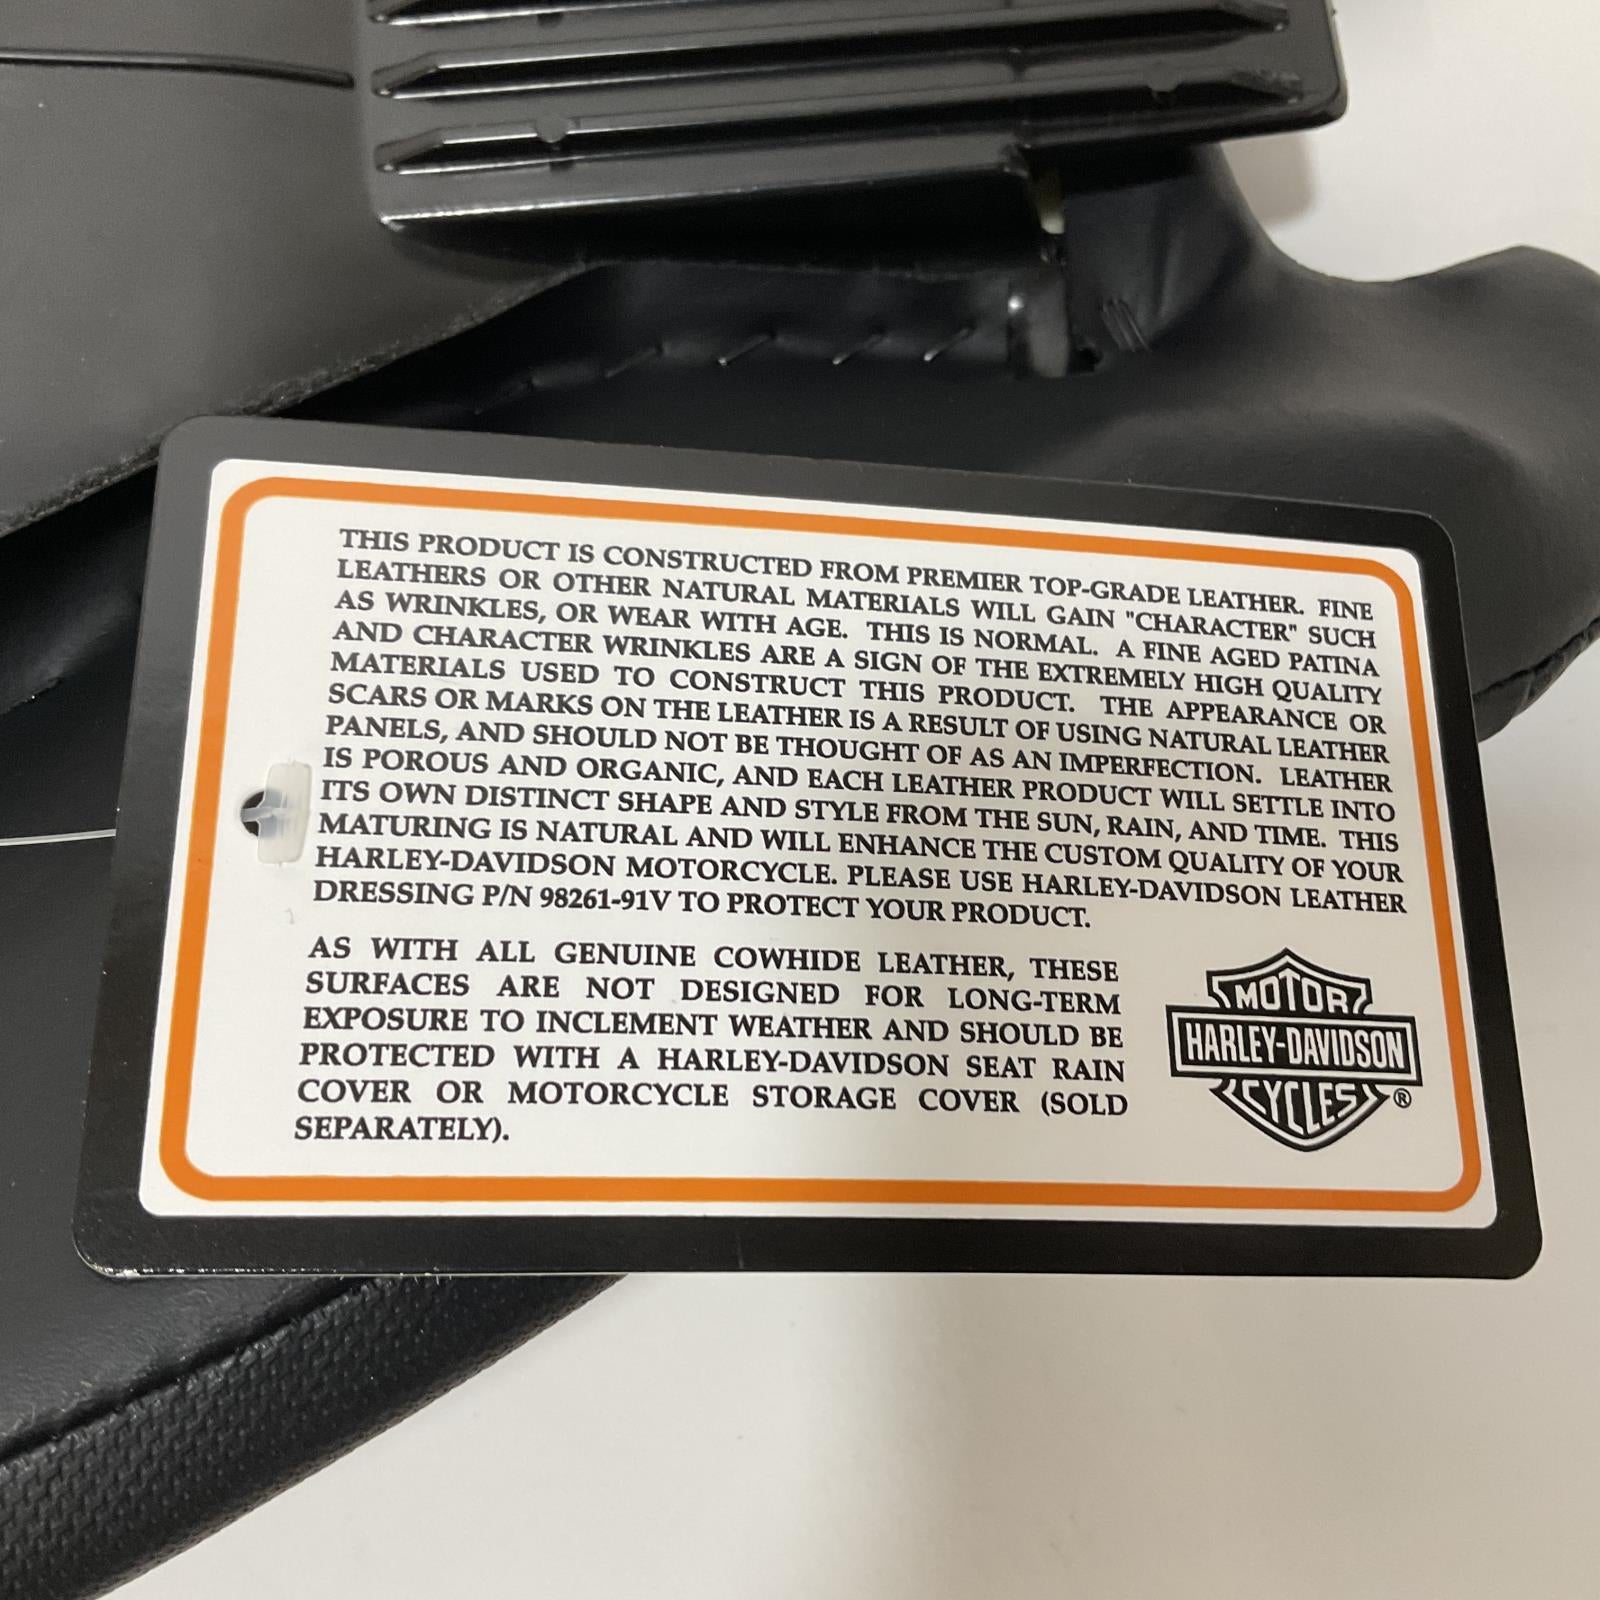 THIS PRODUCT IS CONSTRUCTED FROM PREMIER TOP-GRADE LEATHER. FINE
LEATHERS OR OTHER NATURAL MATERIALS WILL GAIN "CHARACTER" SUCH
AS WRINKLES, OR WEAR WITH AGE. THIS IS NORMAL. A FINE AGED PATINA
AND CHARACTER WRINKLES ARE A SIGN OF THE EXTREMELY HIGH QUALITY
MATERIALS USED TO CONSTRUCT THIS PRODUCT. THE APPEARANCE OR
SCARS OR MARKS ON THE LEATHER IS A RESULT OF USING NATURAL LEATHER
PANELS, AND SHOULD NOT BE THOUGHT OF AS AN IMPERFECTION. LEATHER
IS POROUS AND ORGANIC, AND EACH LEATHER PRODUCT WILL SETTLE INTO
ITS OWN DISTINCT SHAPE AND STYLE FROM THE SUN, RAIN, AND TIME. THIS
MATURING IS NATURAL AND WILL ENHANCE THE CUSTOM QUALITY OF YOUR
HARLEY-DAVIDSON MOTORCYCLE. PLEASE USE HARLEY-DAVIDSON LEATHER
DRESSING P/N 98261-91V TO PROTECT YOUR PRODUCT.
AS WITH ALL GENUINE COWHIDE LEATHER, THESE
SURFACES ARE NOT DESIGNED FOR LONG-TERM
EXPOSURE TO INCLEMENT WEATHER AND SHOULD BE
PROTECTED WITH A HARLEY-DAVIDSON SEAT RAIN
COVER OR MOTORCYCLE STORAGE COVER (SOLD
SEPARATELY).
MOTOR
HARLEY-DAVIDSON
CYCLES ®